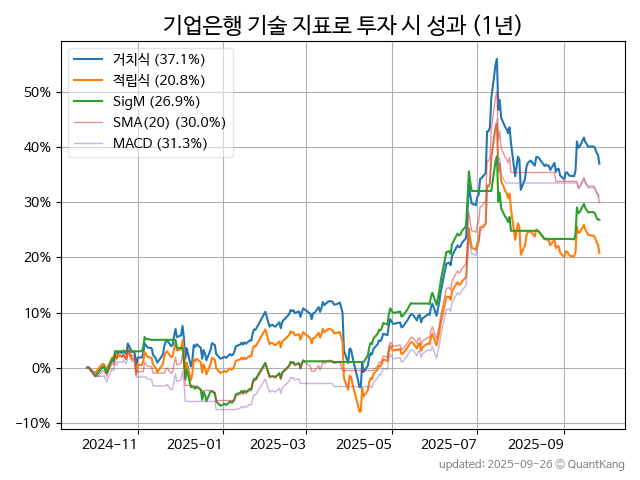 기업은행 기술 지표로 투자 시 성과 (1년)
거치식 (37.1%)
적립식 (20.8%)
SigM (26.9%)
SMA(20) (30.0%)
MACD (31.3%)
50%
40%
30%
20%
10%
0%
−10%
2024-11 2025-01 2025-03 2025-05 2025-07 2025-09
updated: 2025-09-26 © QuantKang